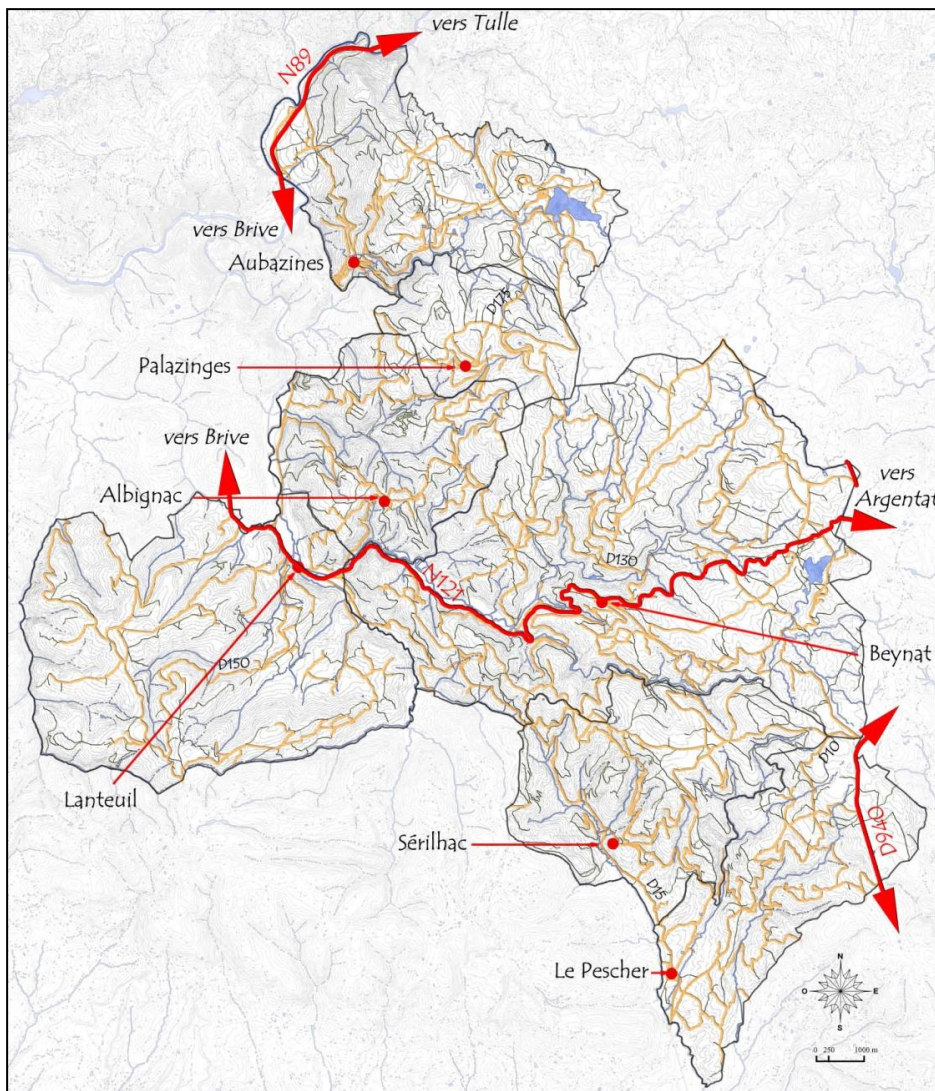 vers Tulle
N89
vers Brive
Aubazines
D175
Palazinges
vers Brive
Albignac
vers
Argentat
N121
D130
Beynat
D150
Lanteuil
D10
D940
Sérilhac
D15
Le Pescher
N
O
E
S
0 250 1000 m